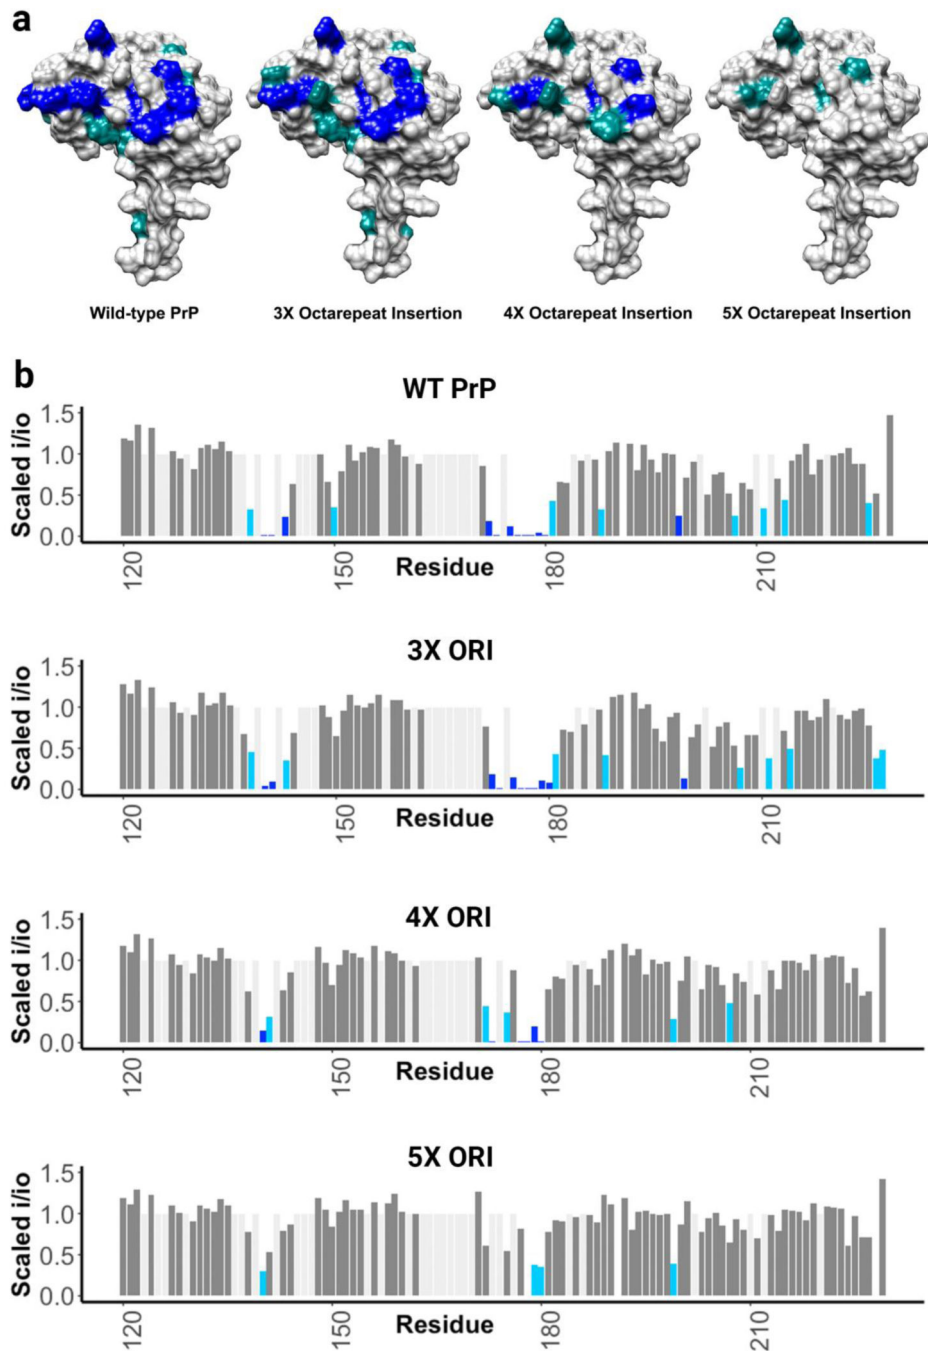 a
Wild-type PrP
3X Octarepeat Insertion
4X Octarepeat Insertion
5X Octarepeat Insertion
b
WT PrP
Scaled i/io
1.5
1.0
0.5
0.0
120
150
180
210
Residue
3X ORI
Scaled i/io
1.5
1.0
0.5
0.0
120
150
180
210
Residue
4X ORI
Scaled i/io
1.5
1.0
0.5
0.0
120
150
180
210
Residue
5X ORI
Scaled i/io
1.5
1.0
0.5
0.0
120
150
180
210
Residue